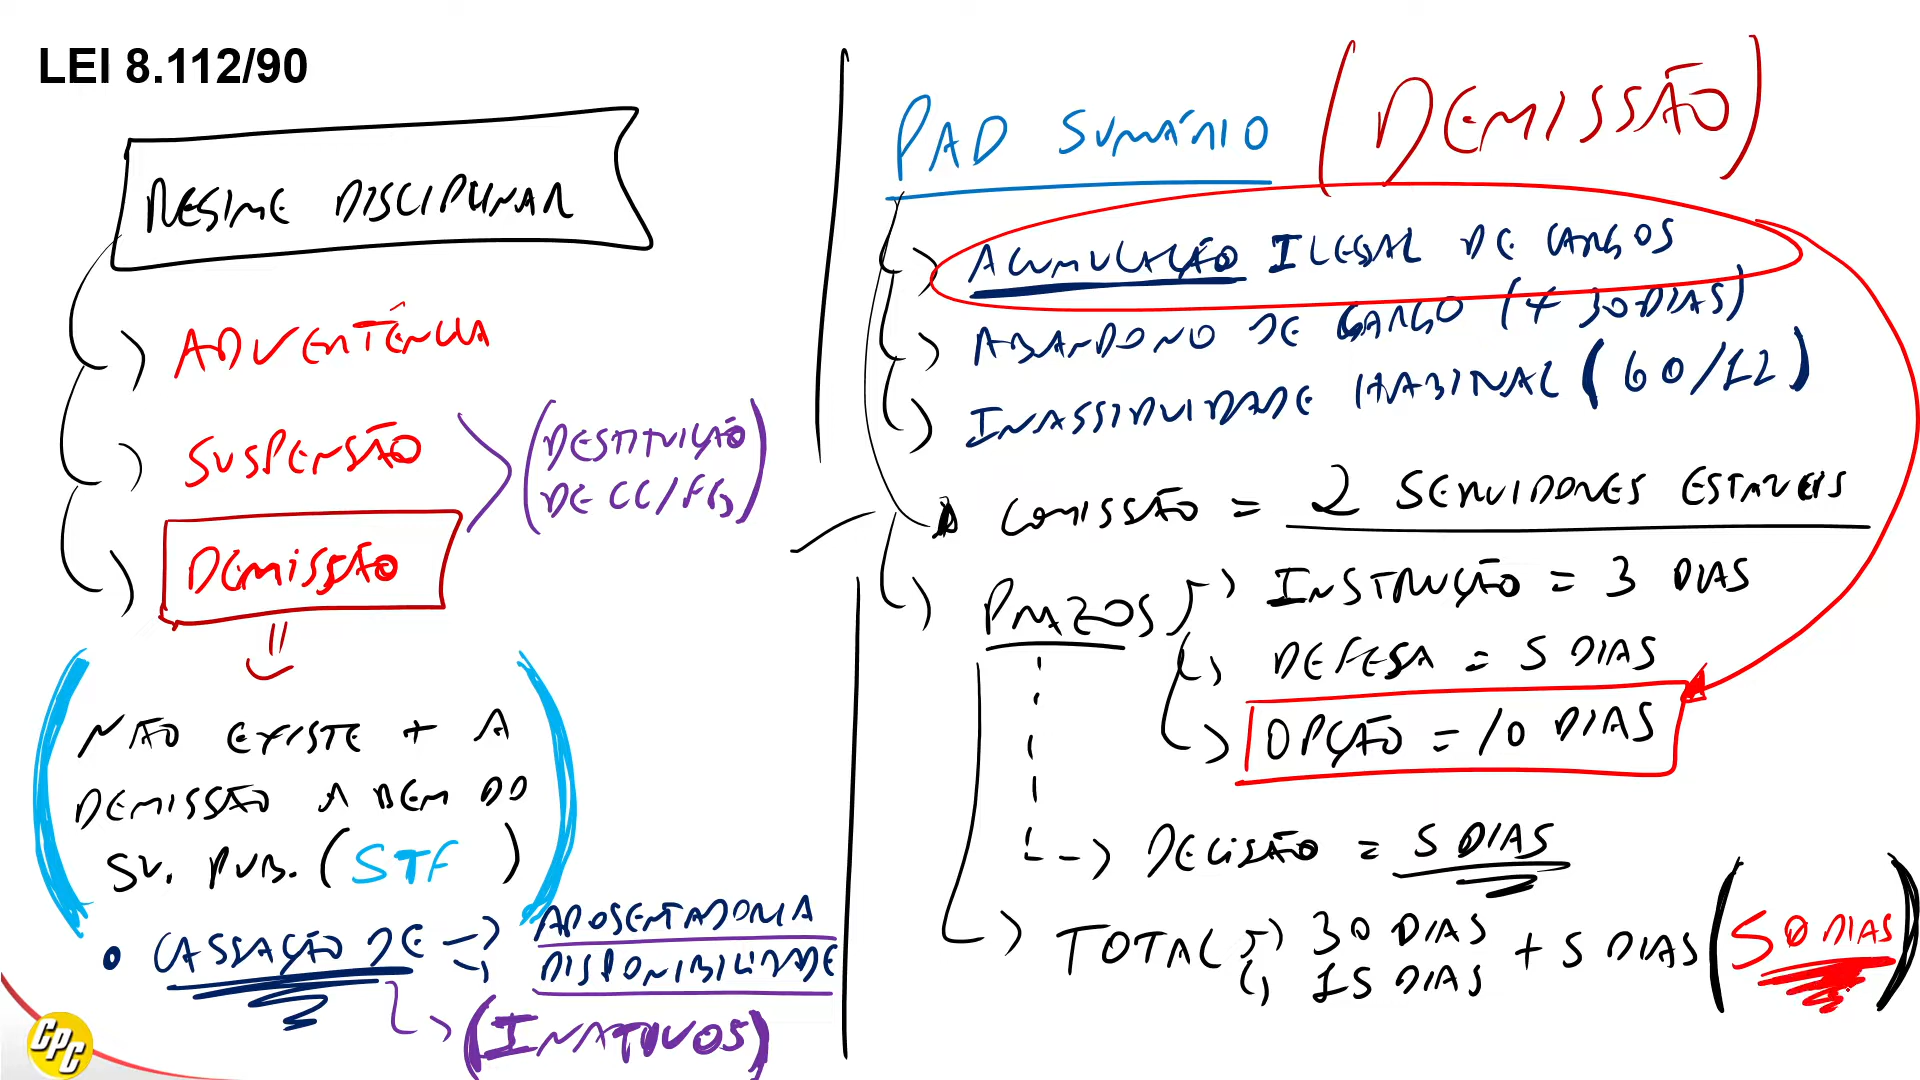 LEI 8.112/90
REGIME DISCIPLINAR
ADVERTÊNCIA
SUSPENSÃO
(DESTITUIÇÃO
DE CC/FG)
DEMISSÃO
NÃO EXISTE + A
DEMISSÃO A BEM DO
SV. PUB. (STF)
• CASSAÇÃO DE
APOSENTADORIA
DISPONIBILIDADE
(INATIVOS)
CPC
PAD SUMÁRIO (DEMISSÃO)
ACUMULAÇÃO ILEGAL DE CARGOS
ABANDONO DE CARGO (+ 30 DIAS)
INASSIDUIDADE HABITUAL (60/12)
COMISSÃO = 2 SERVIDORES ESTÁVEIS
PRAZOS
INSTRUÇÃO = 3 DIAS
DEFESA = 5 DIAS
OPÇÃO = 10 DIAS
DECISÃO = 5 DIAS
TOTAL 30 DIAS + 5 DIAS (50 DIAS)
15 DIAS